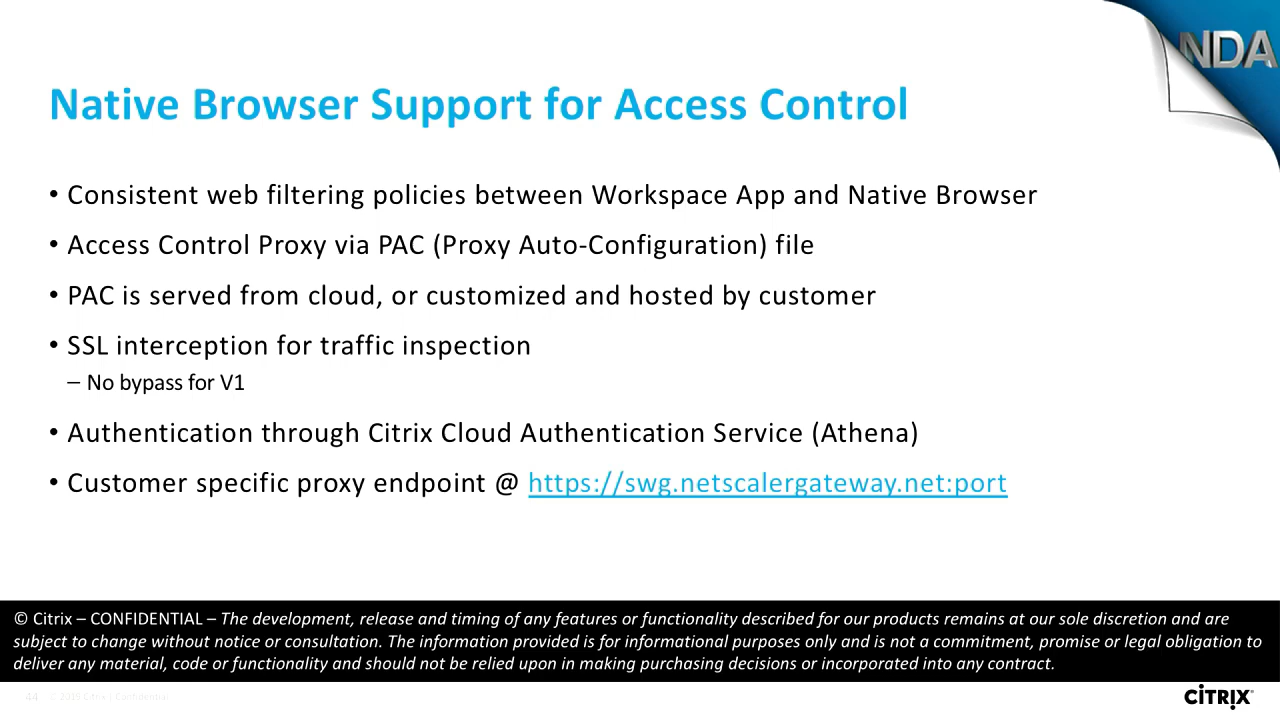 NDA
Native Browser Support for Access Control
• Consistent web filtering policies between Workspace App and Native Browser
• Access Control Proxy via PAC (Proxy Auto-Configuration) file
• PAC is served from cloud, or customized and hosted by customer
• SSL interception for traffic inspection
– No bypass for V1
• Authentication through Citrix Cloud Authentication Service (Athena)
• Customer specific proxy endpoint @ https://swg.netscalergateway.net:port
© Citrix – CONFIDENTIAL – The development, release and timing of any features or functionality described for our products remains at our sole discretion and are
subject to change without notice or consultation. The information provided is for informational purposes only and is not a commitment, promise or legal obligation to
deliver any material, code or functionality and should not be relied upon in making purchasing decisions or incorporated into any contract.
44 © Citrix | Confidential
CITRIX